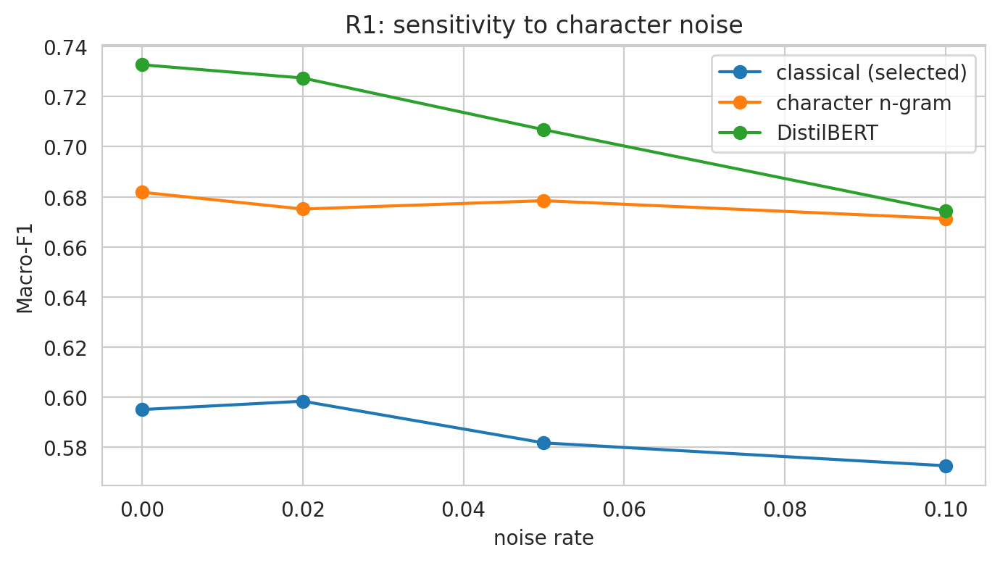 R1: sensitivity to character noise
classical (selected)
character n-gram
DistilBERT
Macro-F1
0.74
0.72
0.70
0.68
0.66
0.64
0.62
0.60
0.58
0.00 0.02 0.04 0.06 0.08 0.10
noise rate